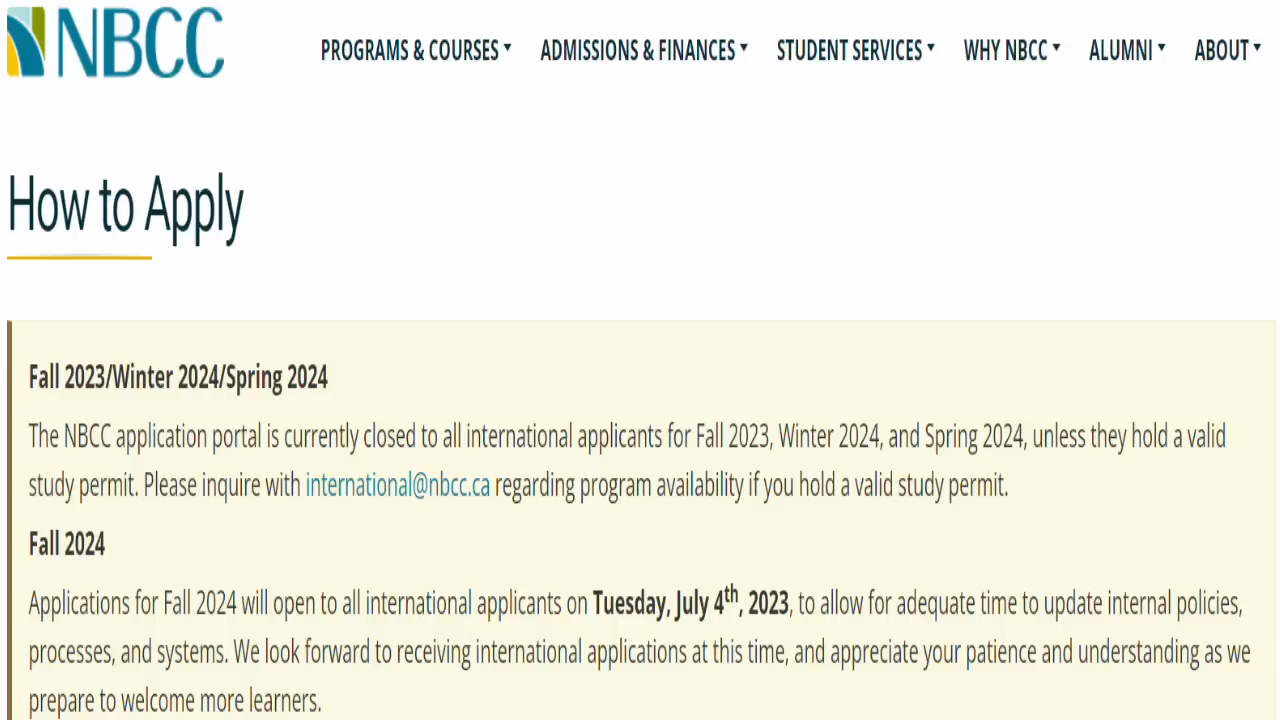 NBCC
PROGRAMS & COURSES ADMISSIONS & FINANCES STUDENT SERVICES WHY NBCC ALUMNI ABOUT
How to Apply
Fall 2023/Winter 2024/Spring 2024
The NBCC application portal is currently closed to all international applicants for Fall 2023, Winter 2024, and Spring 2024, unless they hold a valid
study permit. Please inquire with international@nbcc.ca regarding program availability if you hold a valid study permit.
Fall 2024
Applications for Fall 2024 will open to all international applicants on Tuesday, July 4th, 2023, to allow for adequate time to update internal policies,
processes, and systems. We look forward to receiving international applications at this time, and appreciate your patience and understanding as we
prepare to welcome more learners.